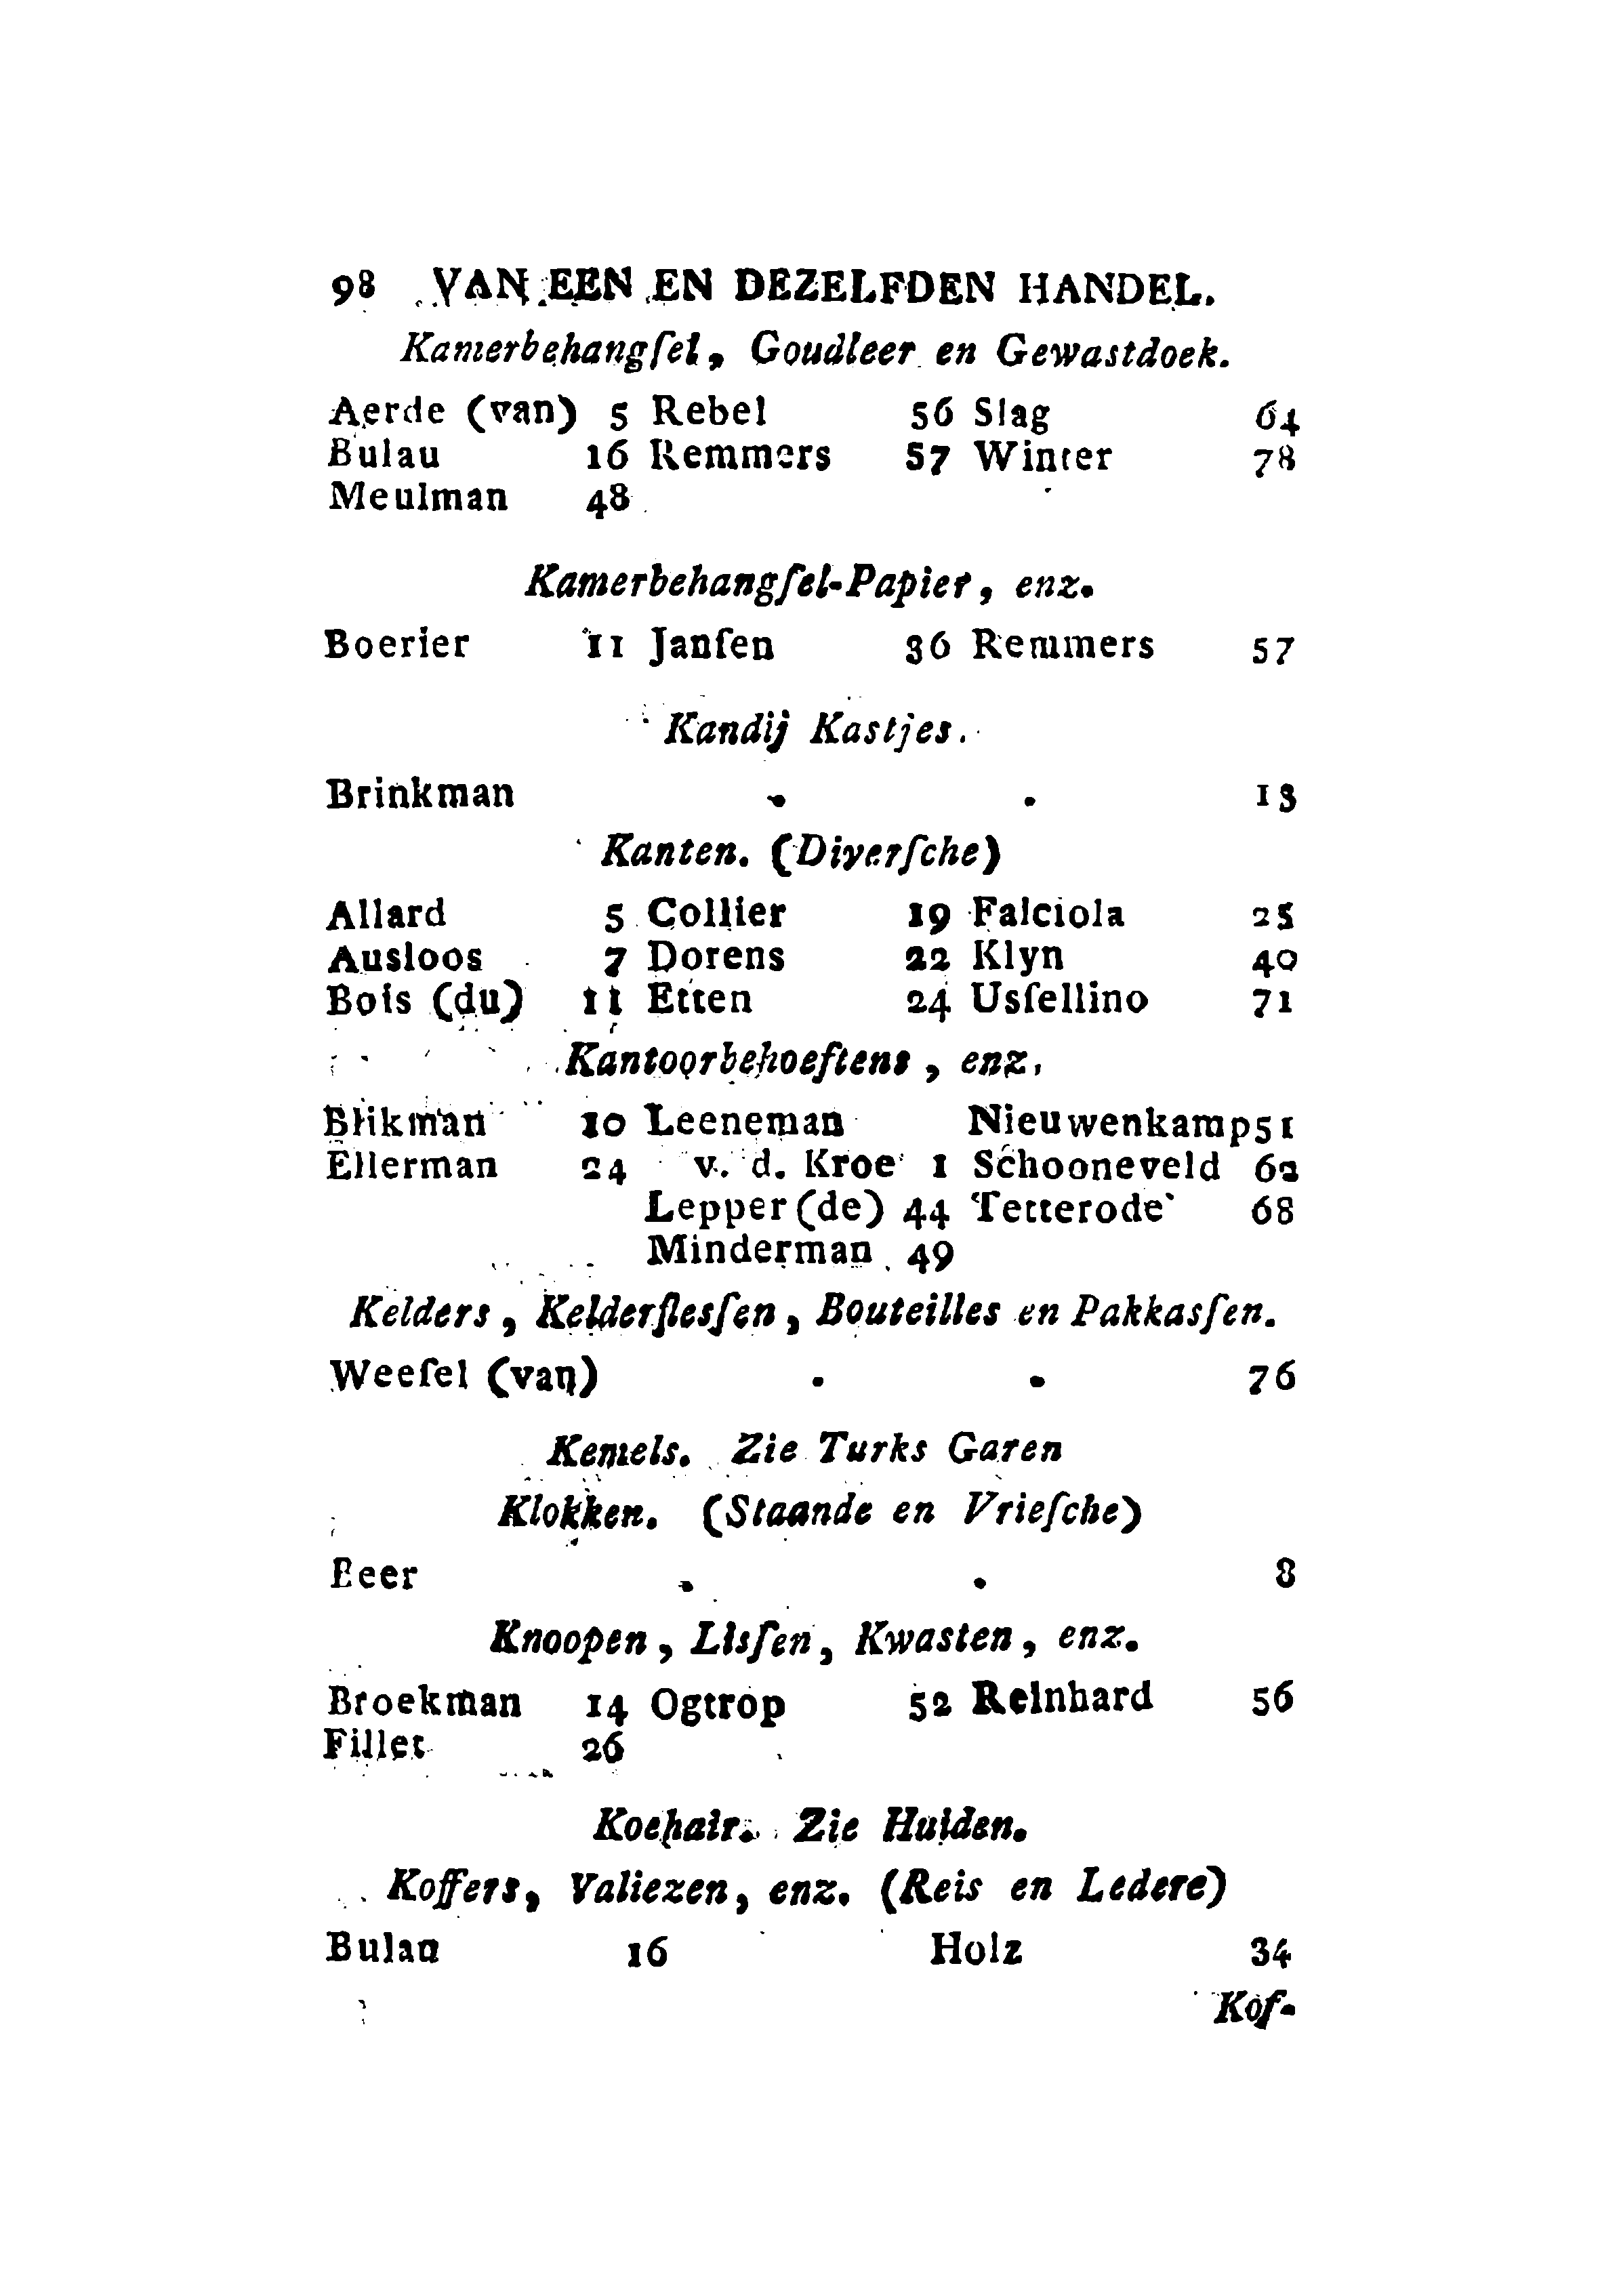 98 VAN EEN EN DEZELFDEN HANDEL.
Kamerbehangſel, Goudleer en Gewastdoek.
Aerde (van) 5 Rebel 56 Slag 64
Bulau 16 Remmers 57 Winter 78
Meulman 48
Kamerbehangſel-Papier, enz.
Boerier 11 Janſen 36 Remmers 57
Kandij Kastjes.
Brinkman . . 13
Kanten. (Diverſche)
Allard 5 Collier 19 Falciola 25
Ausloos 7 Dorens 22 Klyn 40
Bois (du) 11 Etten 24 Usſellino 71
Kantoorbehoeftens, enz.
Blikman 10 Leeneman Nieuwenkamp 51
Ellerman 24 v. d. Kroe 1 Schooneveld 62
Lepper (de) 44 Tetterode 68
Minderman 49
Kelders, Kelderflesſen, Bouteilles en Pakkasſen.
Weeſel (van) . . 76
Kemels. Zie Turks Garen
Klokken. (Staande en Vrieſche)
Beer . . 8
Knoopen, Lisſen, Kwasten, enz.
Broekman 14 Ogtrop 52 Reinhard 56
Fillet 26
Koehair. Zie Huiden.
Koffers, Valiezen, enz. (Reis en Ledere)
Bulau 16 Holz 34
Kof-